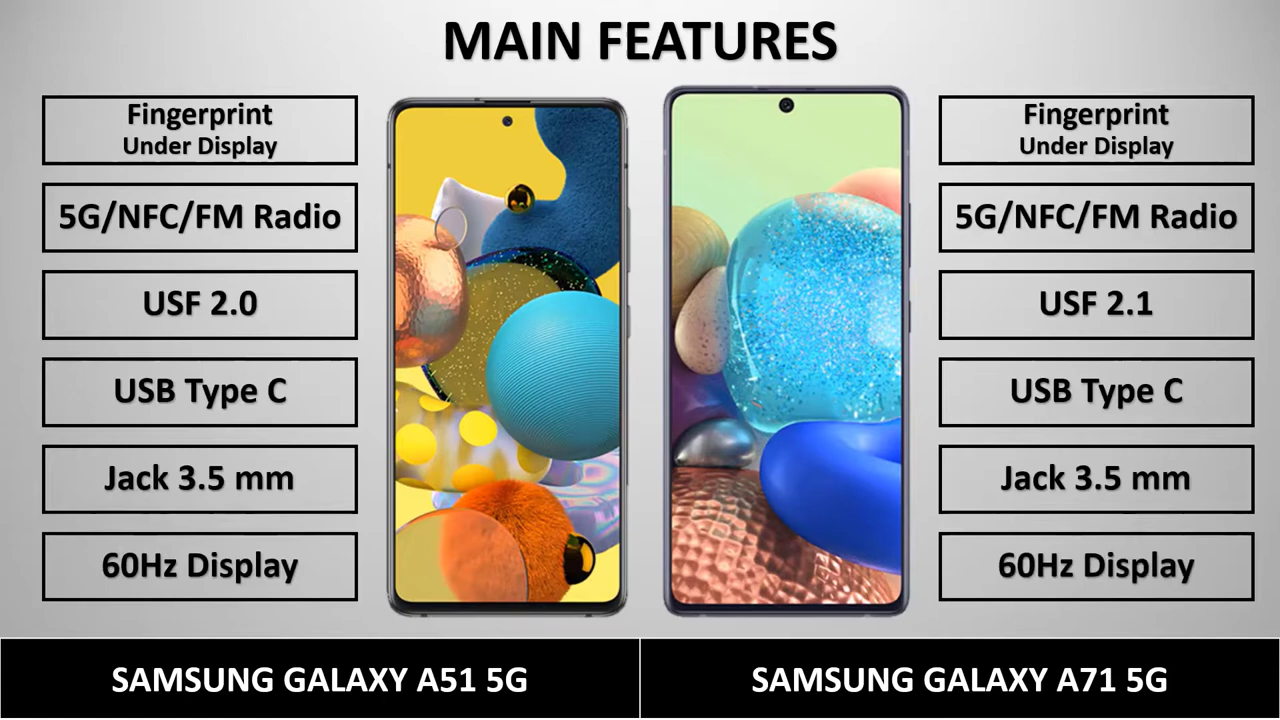 MAIN FEATURES
Fingerprint
Under Display
5G/NFC/FM Radio
USF 2.0
USB Type C
Jack 3.5 mm
60Hz Display
SAMSUNG GALAXY A51 5G
Fingerprint
Under Display
5G/NFC/FM Radio
USF 2.1
USB Type C
Jack 3.5 mm
60Hz Display
SAMSUNG GALAXY A71 5G